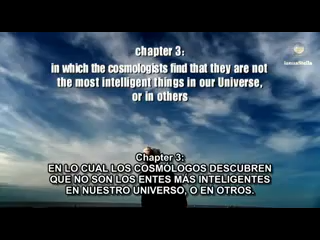 chapter 3:
in which the cosmologists find that they are not
the most intelligent things in our Universe,
or in others
Chapter 3:
EN LO CUAL LOS COSMOLOGOS DESCUBREN
QUE NO SON LOS ENTES MÁS INTELIGENTES
EN NUESTRO UNIVERSO, O EN OTROS.